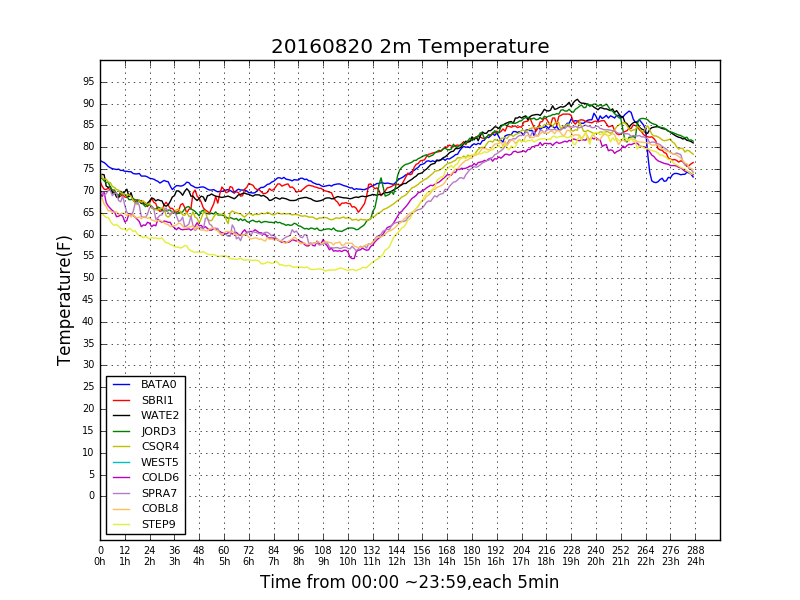 20160820 2m Temperature
95
90
85
80
75
70
65
60
55
50
45
40
35
30
25
20
15
10
5
0
Temperature(F)
BATA0
SBRI1
WATE2
JORD3
CSQR4
WEST5
COLD6
SPRA7
COBL8
STEP9
0 12 24 36 48 60 72 84 96 108 120 132 144 156 168 180 192 204 216 228 240 252 264 276 288
0h 1h 2h 3h 4h 5h 6h 7h 8h 9h 10h 11h 12h 13h 14h 15h 16h 17h 18h 19h 20h 21h 22h 23h 24h
Time from 00:00 ~23:59,each 5min